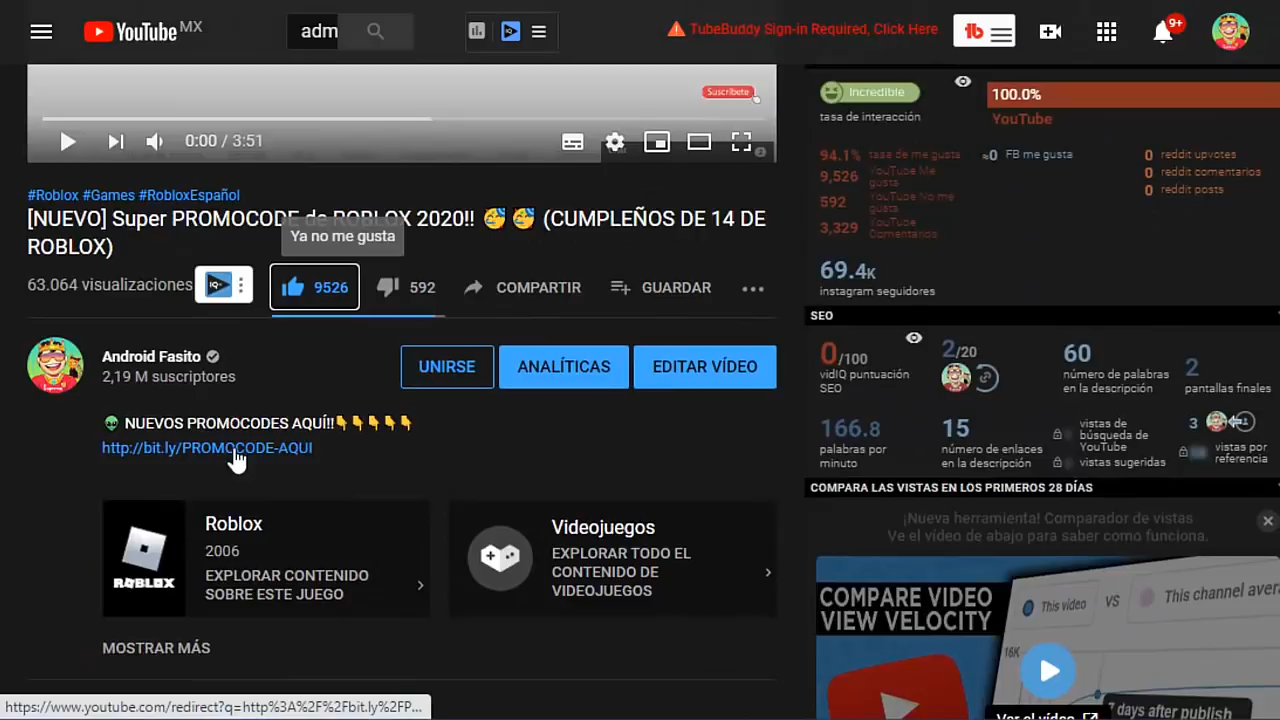 YouTube MX
adm
TubeBuddy Sign-in Required, Click Here
tb
9+
Suscríbete
0:00 / 3:51
#Roblox #Games #RobloxEspañol
[NUEVO] Super PROMOCODE de ROBLOX 2020!! 🥳 🥳 (CUMPLEÑOS DE 14 DE
ROBLOX)
Ya no me gusta
63.064 visualizaciones
IQ
9526
592
COMPARTIR
GUARDAR
Android Fasito
2,19 M suscriptores
UNIRSE
ANALÍTICAS
EDITAR VÍDEO
👽 NUEVOS PROMOCODES AQUÍ!!👇👇👇👇👇
http://bit.ly/PROMOCODE-AQUI
ROBLOX
Roblox
2006
EXPLORAR CONTENIDO
SOBRE ESTE JUEGO
Videojuegos
EXPLORAR TODO EL
CONTENIDO DE
VIDEOJUEGOS
MOSTRAR MÁS
https://www.youtube.com/redirect?q=http%3A%2F%2Fbit.ly%2FP...
Incredible
tasa de interacción
100.0%
YouTube
94.1% tasa de me gusta
9,526 YouTube Me
gusta
592 YouTube No me
gusta
3,329 YouTube
Comentarios
≈0 FB me gusta
0 reddit upvotes
0 reddit comentarios
0 reddit posts
69.4K
instagram seguidores
SEO
0/100
vidIQ puntuación
SEO
2/20
60
número de palabras
en la descripción
2
pantallas finales
166.8
palabras por
minuto
15
número de enlaces
en la descripción
vistas de
búsqueda de
YouTube
vistas sugeridas
3
vistas por
referencia
COMPARA LAS VISTAS EN LOS PRIMEROS 28 DÍAS
¡Nueva herramienta! Comparador de vistas
Ve el vídeo de abajo para saber como funciona.
COMPARE VIDEO
VIEW VELOCITY
This video
VS
This channel avera
16K
7 days after publish
Ver el vídeo